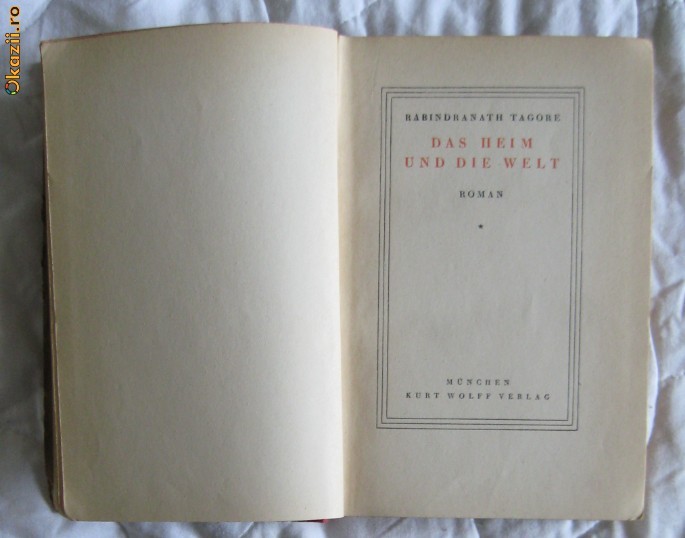 Okazii.ro
RABINDRANATH TAGORE
DAS HEIM
UND DIE WELT
ROMAN
*
MÜNCHEN
KURT WOLFF VERLAG